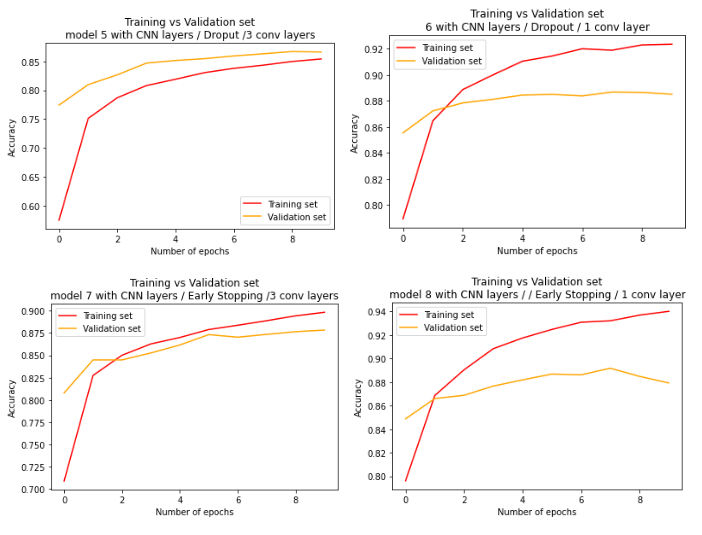 Training vs Validation set
model 5 with CNN layers / Droput /3 conv layers
0.85
0.80
0.75
0.70
0.65
0.60
Accuracy
Training set
Validation set
0 2 4 6 8
Number of epochs
Training vs Validation set
6 with CNN layers / Dropout / 1 conv layer
0.92
0.90
0.88
0.86
0.84
0.82
0.80
Accuracy
Training set
Validation set
0 2 4 6 8
Number of epochs
Training vs Validation set
model 7 with CNN layers / Early Stopping /3 conv layers
0.900
0.875
0.850
0.825
0.800
0.775
0.750
0.725
0.700
Accuracy
Training set
Validation set
0 2 4 6 8
Number of epochs
Training vs Validation set
model 8 with CNN layers / / Early Stopping / 1 conv layer
0.94
0.92
0.90
0.88
0.86
0.84
0.82
0.80
Accuracy
Training set
Validation set
0 2 4 6 8
Number of epochs